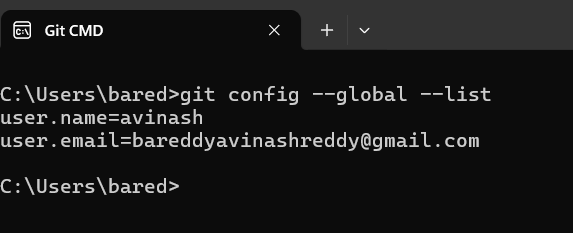 Git CMD
C:\Users\bared>git config --global --list
user.name=avinash
user.email=bareddyavinashreddy@gmail.com
C:\Users\bared>